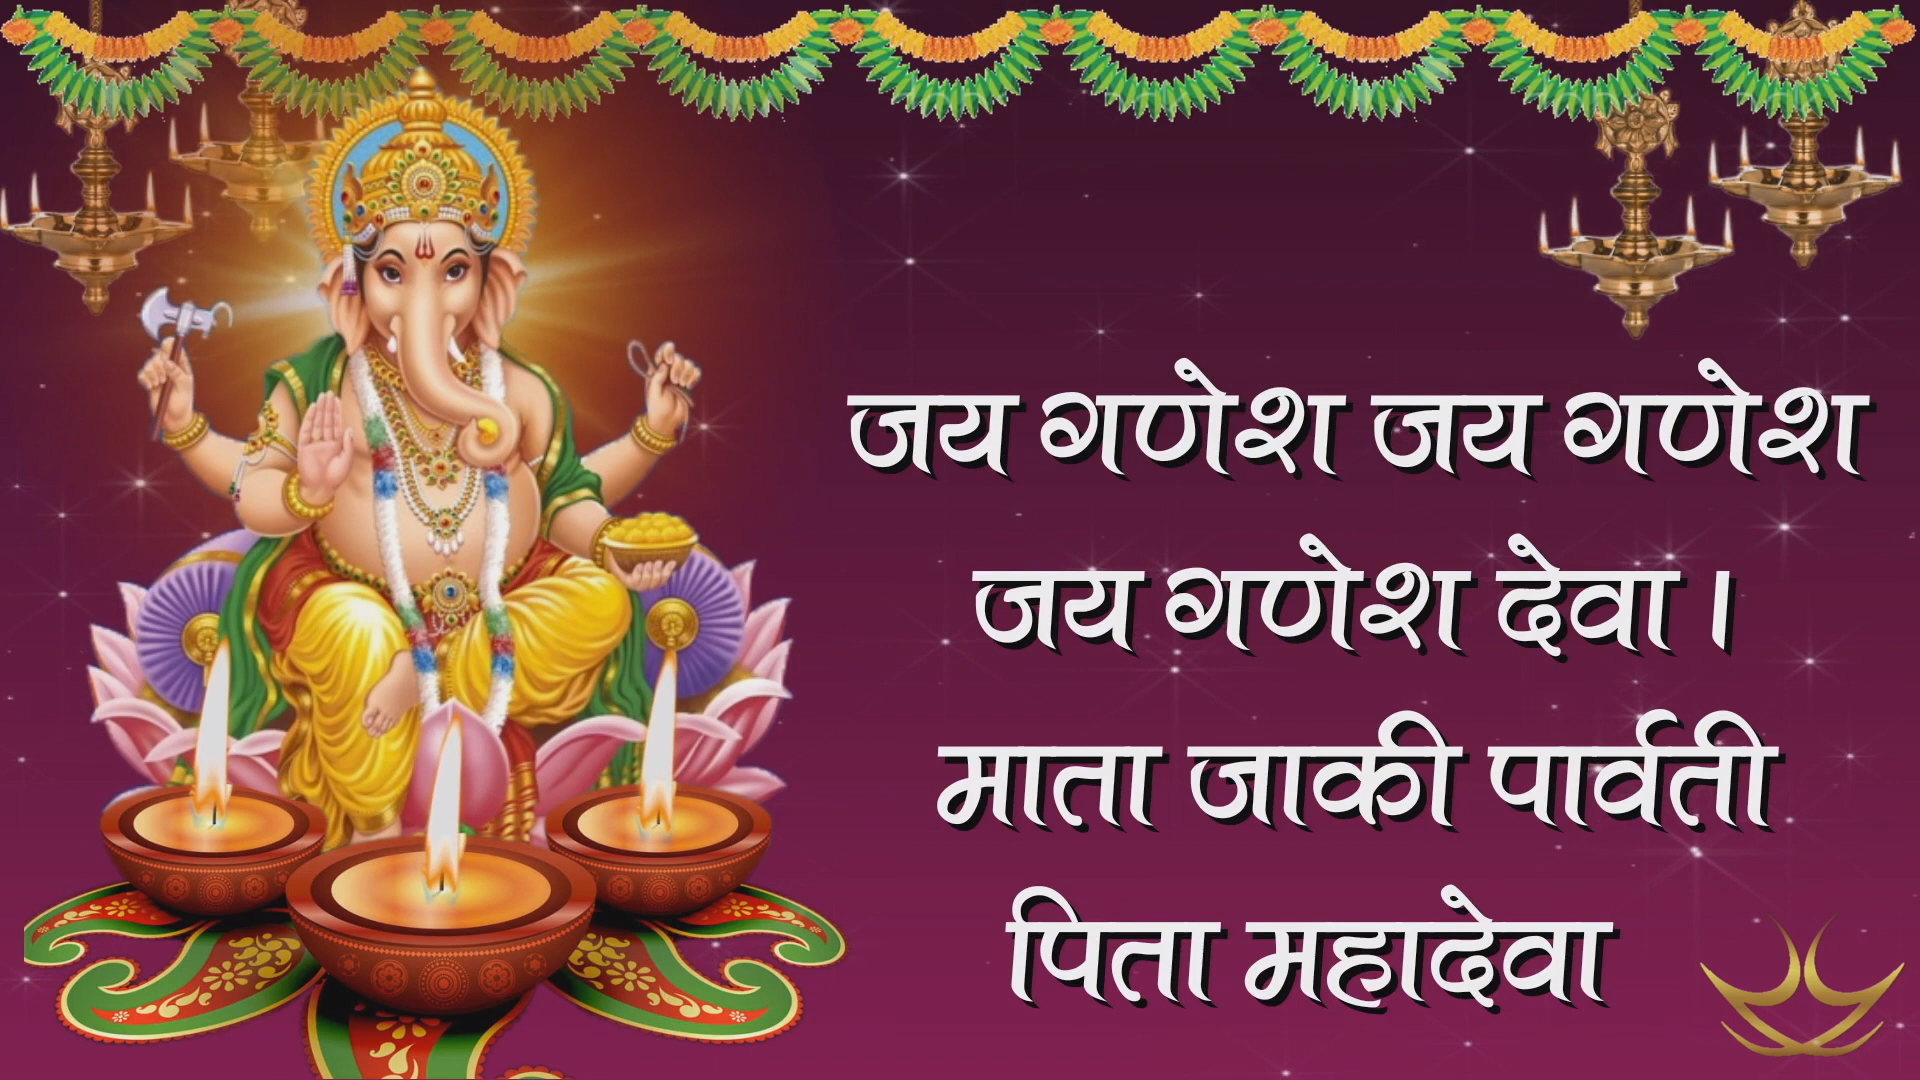 जय गणेश जय गणेश
जय गणेश देवा ।
माता जाकी पार्वती
पिता महादेवा